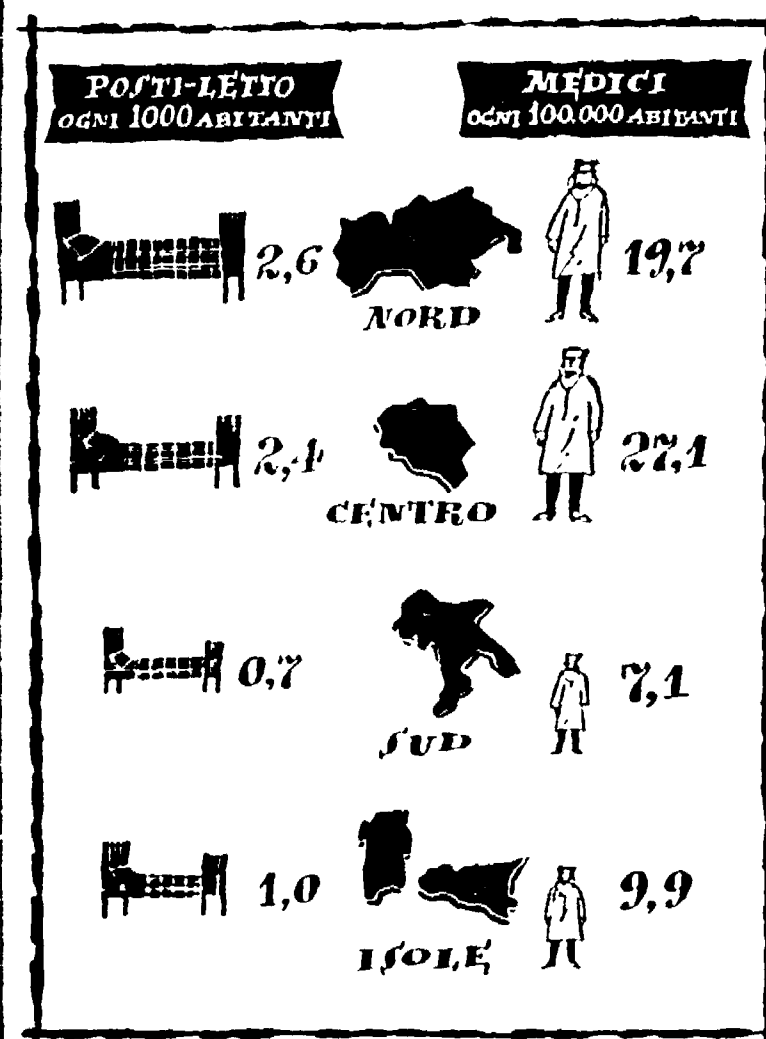 POSTI-LETTO
OGNI 1000 ABITANTI
MEDICI
OGNI 100.000 ABITANTI
2,6
NORD
19,7
2,4
CENTRO
27,1
0,7
SUD
7,1
1,0
ISOLE
9,9